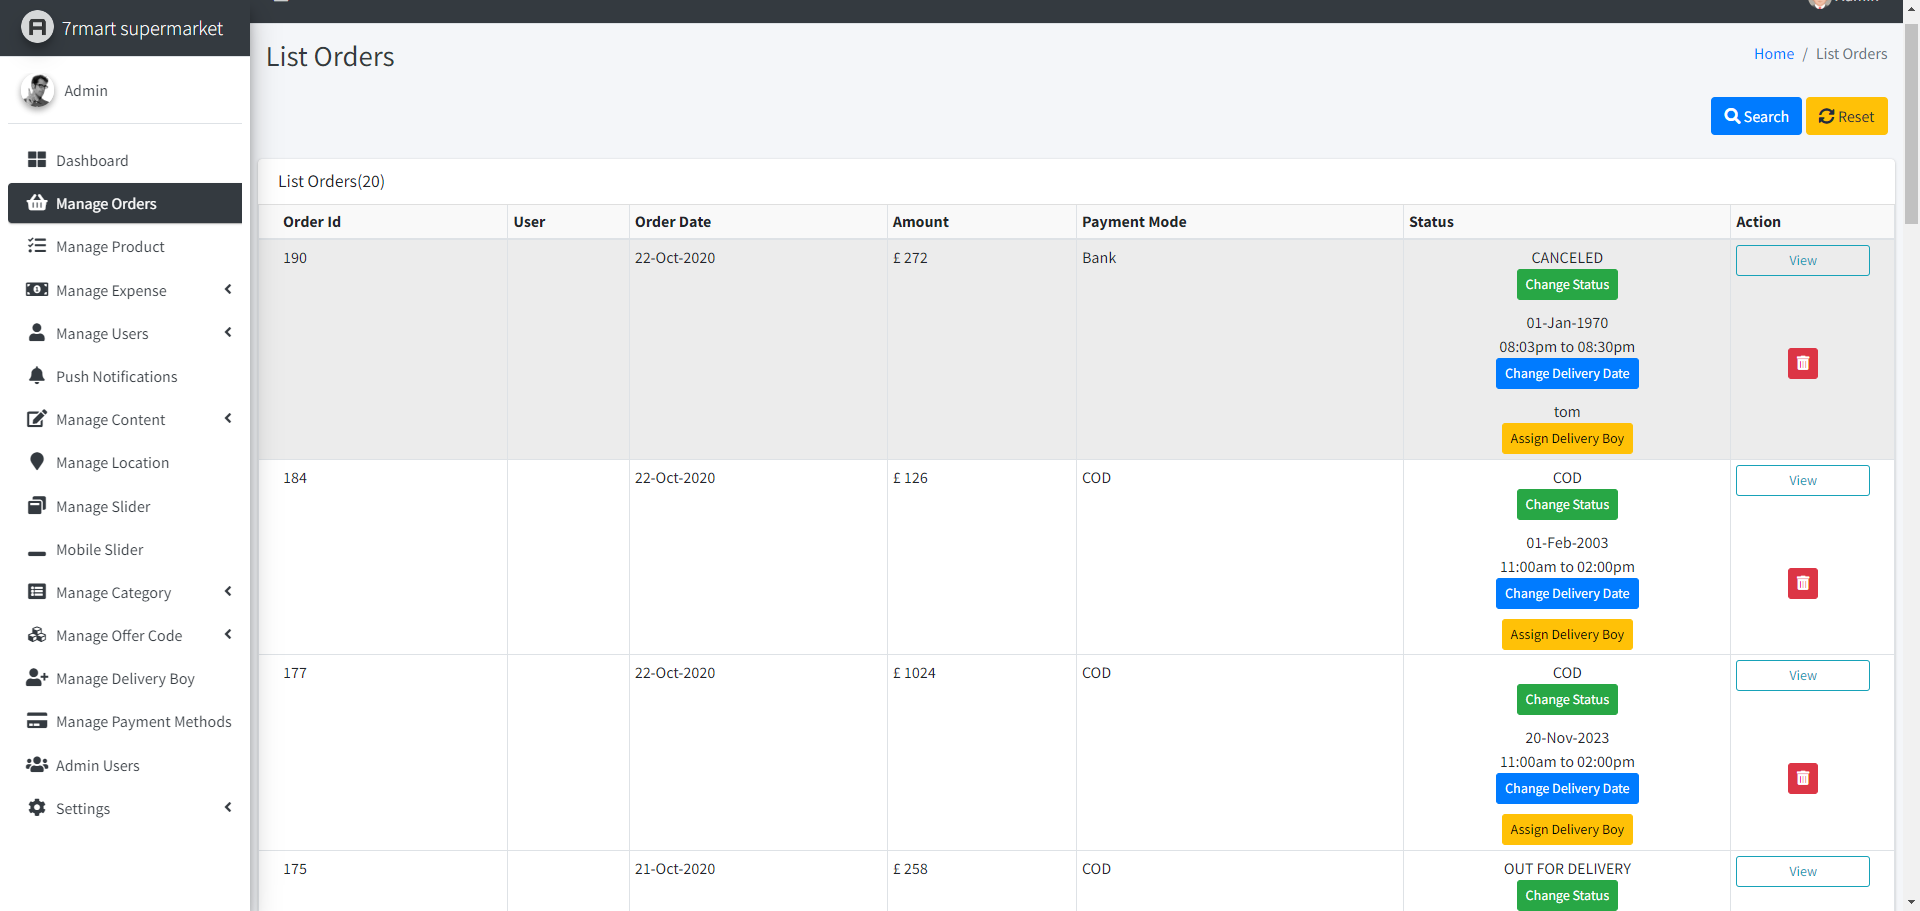 7rmart supermarket
Admin
Admin
Dashboard
Manage Orders
Manage Product
Manage Expense
Manage Users
Push Notifications
Manage Content
Manage Location
Manage Slider
Mobile Slider
Manage Category
Manage Offer Code
Manage Delivery Boy
Manage Payment Methods
Admin Users
Settings
List Orders
Home / List Orders
Search Reset
List Orders(20)
Order Id User Order Date Amount Payment Mode Status Action
190 22-Oct-2020 £ 272 Bank CANCELED View
Change Status
01-Jan-1970
08:03pm to 08:30pm
Change Delivery Date
tom
Assign Delivery Boy
184 22-Oct-2020 £ 126 COD COD View
Change Status
01-Feb-2003
11:00am to 02:00pm
Change Delivery Date
Assign Delivery Boy
177 22-Oct-2020 £ 1024 COD COD View
Change Status
20-Nov-2023
11:00am to 02:00pm
Change Delivery Date
Assign Delivery Boy
175 21-Oct-2020 £ 258 COD OUT FOR DELIVERY View
Change Status